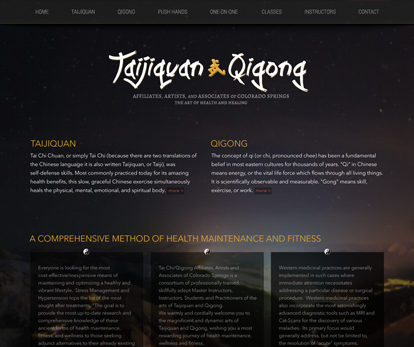 HOME TAIJIQUAN QIGONG PUSH HANDS ONE-ON-ONE CLASSES INSTRUCTORS CONTACT
Taijiquan Qigong
AFFILIATES, ARTISTS, AND ASSOCIATES OF COLORADO SPRINGS
THE ART OF HEALTH AND HEALING
TAIJIQUAN
Tai Chi Chuan, or simply Tai Chi (because there are two translations of
the Chinese language it is also written Taijiquan, or Taiji), was
self-defense skills. Most commonly practiced today for its amazing
health benefits, this slow, graceful Chinese exercise simultaneously
heals the physical, mental, emotional, and spiritual body. more >
QIGONG
The concept of qi (or chi, pronounced chee) has been a fundamental
belief in most eastern cultures for thousands of years. "Qi" in Chinese
means energy, or the vital life force which flows through all living things.
It is scientifically observable and measurable. "Gong" means skill,
exercise, or work. more >
A COMPREHENSIVE METHOD OF HEALTH MAINTENANCE AND FITNESS
Everyone is looking for the most
cost-effective/inexpensive means of
maintaining and optimising a healthy and
vibrant lifestyle. Stress Management and
Hypertension tops the list of the most
sought after treatments. "The goal is to
provide the most up-to-date research and
comprehensive knowledge of these
ancient forms of health maintenance,
fitness and wellness to those seeking
adjunct alternatives to their already existing
Tai Chi/Qigong Affiliates, Artists and
Associates of Colorado Springs is a
consortium of professionally trained,
skillfully adept Master Instructors,
Instructors, Students and Practitioners of the
arts of Taijiquan and Qigong.
We warmly and cordially welcome you to
the magnificent and dynamic arts of
Taijiquan and Qigong, wishing you a most
rewarding journey of health maintenance,
wellness and fitness.
Western medicinal practices are generally
implemented in such cases where
immediate attention necessitates
addressing a particular disease or surgical
procedure. Western medicinal practices
also incorporate the most astonishingly
advanced diagnostic tools such as MRI and
Cat-Scans for the discovery of various
maladies. Its primary focus would
generally address, but not be limited to,
the resolution of "acute" symptoms.